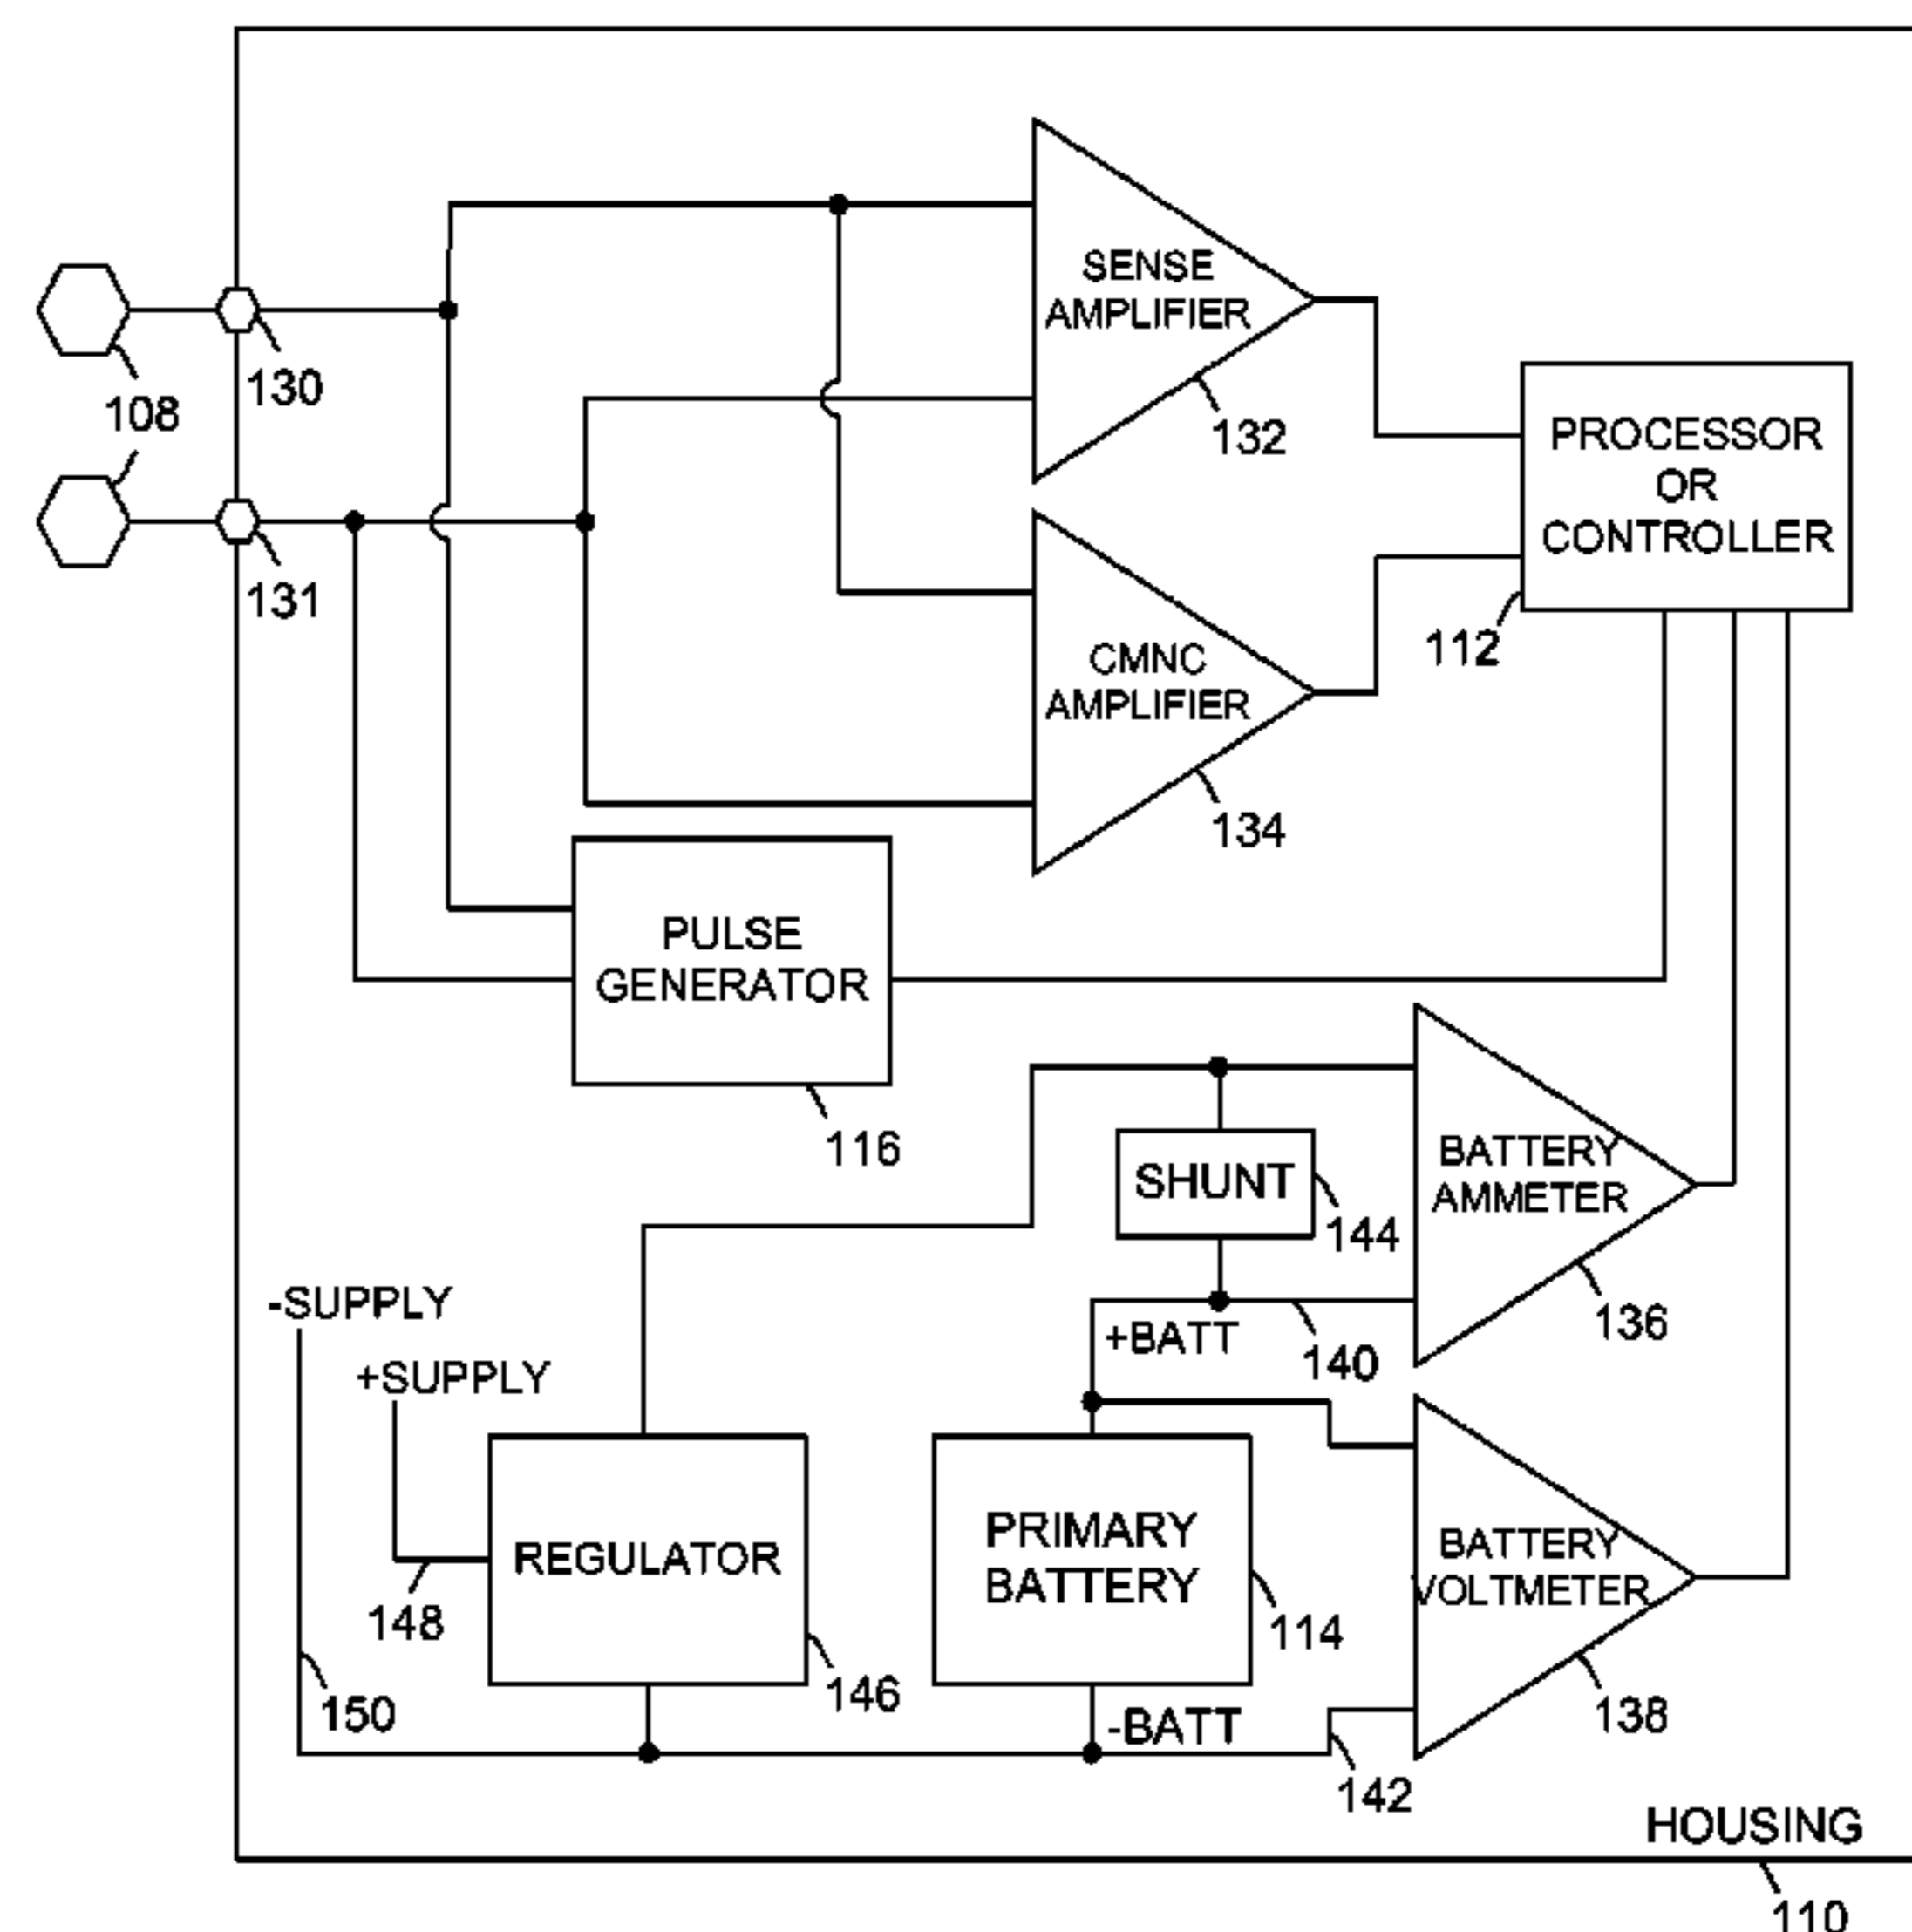 SENSE
AMPLIFIER
132
130
108
131
PROCESSOR
OR
CONTROLLER
112
CMNC
AMPLIFIER
134
PULSE
GENERATOR
116
BATTERY
AMMETER
136
SHUNT
144
+BATT
140
-SUPPLY
+SUPPLY
REGULATOR
148
146
150
PRIMARY
BATTERY
114
-BATT
BATTERY
VOLTMETER
138
142
HOUSING
110